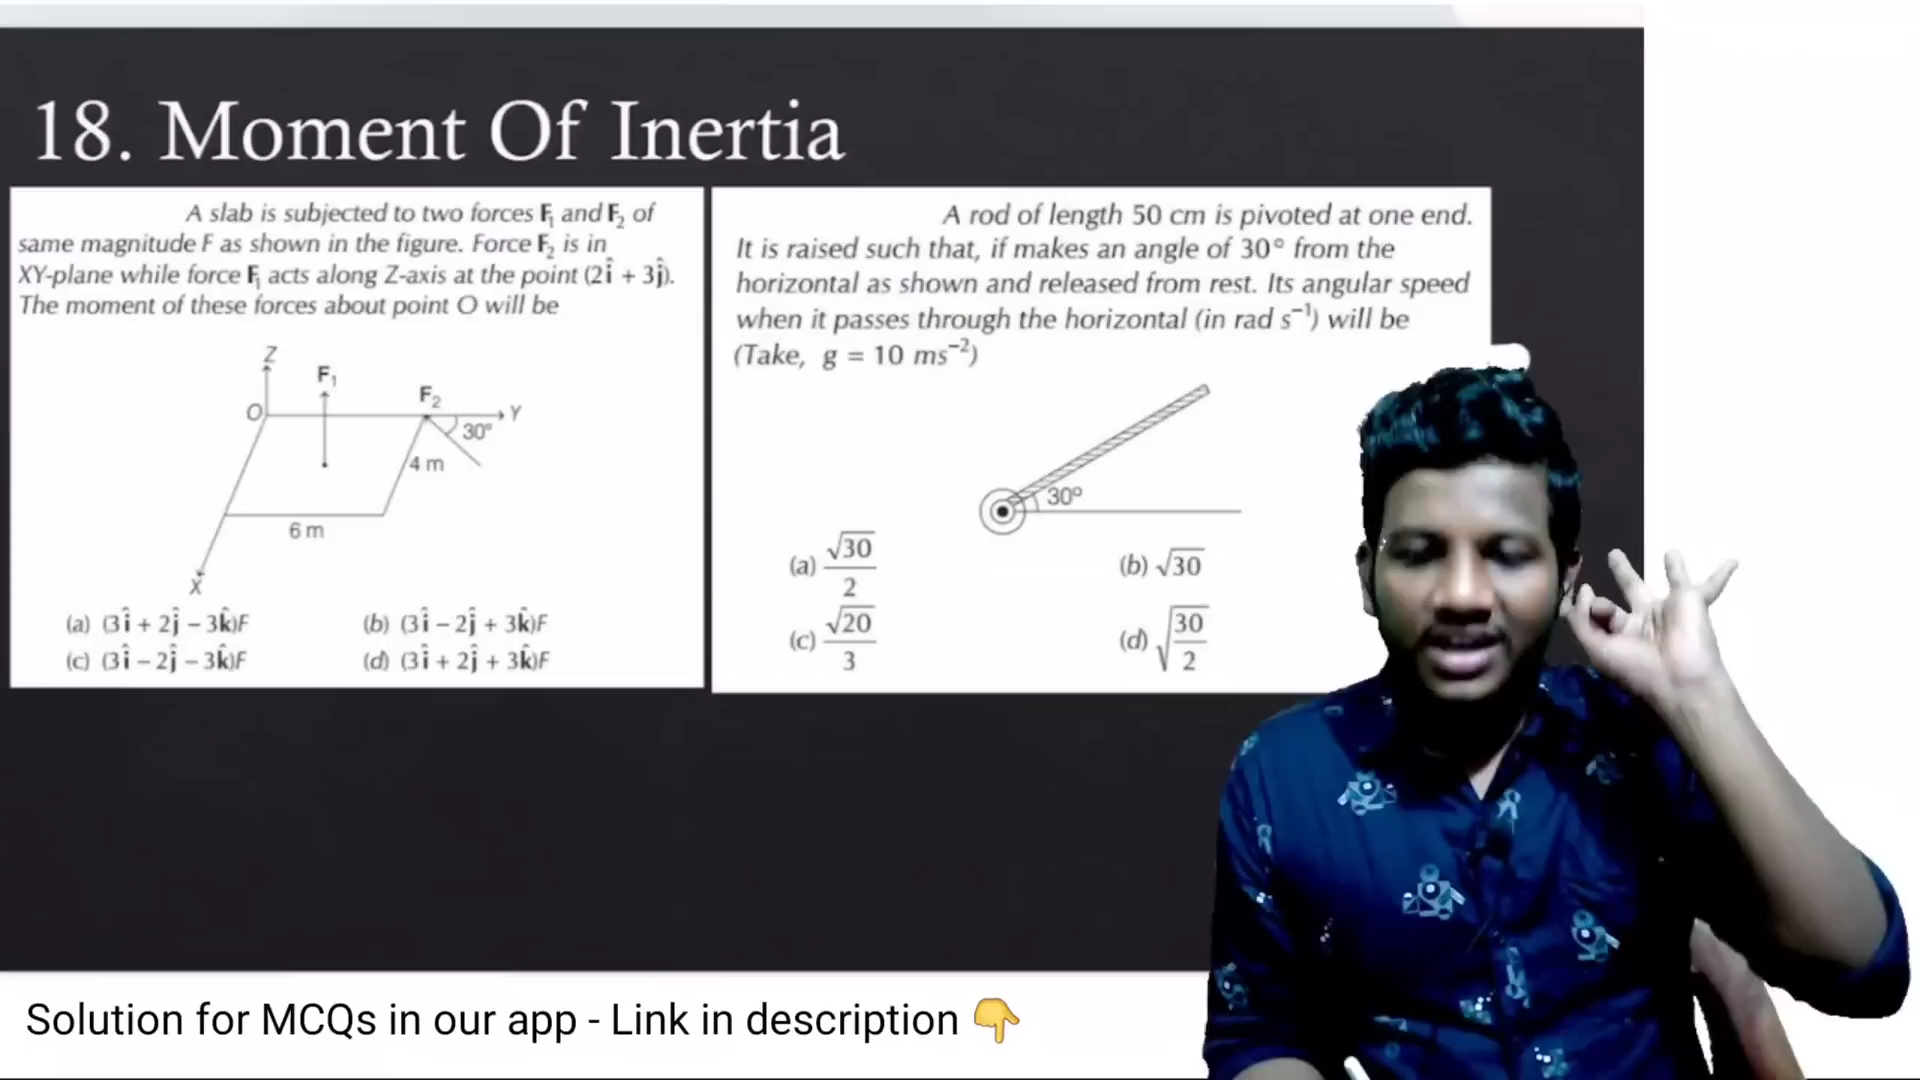 18. Moment Of Inertia
A slab is subjected to two forces F₁ and F₂ of
same magnitude F as shown in the figure. Force F₂ is in
XY-plane while force F₁ acts along Z-axis at the point (2î + 3ĵ).
The moment of these forces about point O will be
Z
F₁
F₂
O
Y
30°
4 m
6 m
X
(a) (3î + 2ĵ − 3k̂)F (b) (3î − 2ĵ + 3k̂)F
(c) (3î − 2ĵ − 3k̂)F (d) (3î + 2ĵ + 3k̂)F
A rod of length 50 cm is pivoted at one end.
It is raised such that, if makes an angle of 30° from the
horizontal as shown and released from rest. Its angular speed
when it passes through the horizontal (in rad s⁻¹) will be
(Take, g = 10 ms⁻²)
30°
(a) √30/2 (b) √30
(c) √20/3 (d) √(30/2)
Solution for MCQs in our app - Link in description 👇